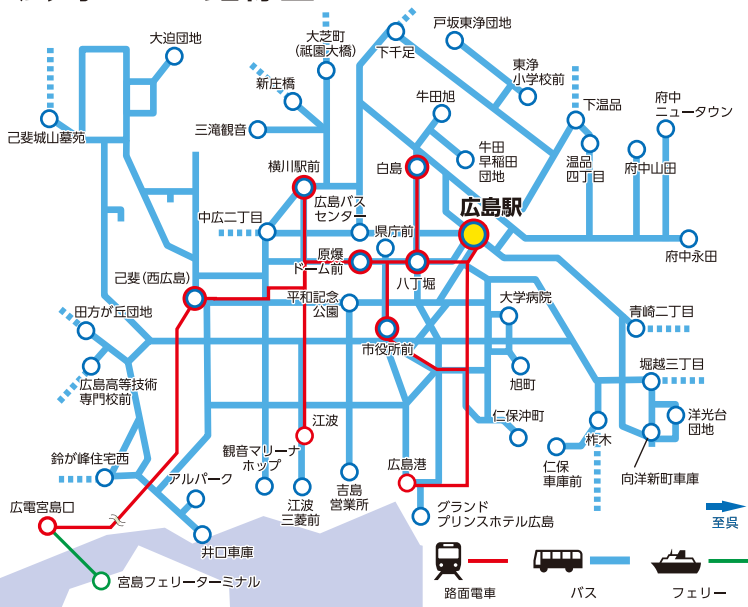 大迫団地
大芝町
(祇園大橋)
下千足
戸坂東浄団地
東浄
小学校前
新庄橋
三滝観音
己斐城山墓苑
牛田旭
牛田
早稲田
団地
下温品
温品
四丁目
府中
ニュータウン
府中山田
府中永田
横川駅前
広島バス
センター
白島
広島駅
中広二丁目
県庁前
原爆
ドーム前
八丁堀
己斐(西広島)
平和記念
公園
市役所前
大学病院
旭町
青崎二丁目
堀越三丁目
洋光台
団地
向洋新町車庫
柞木
仁保沖町
仁保
車庫前
田方が丘団地
広島高等技術
専門校前
鈴が峰住宅西
アルパーク
井口車庫
観音マリーナ
ホップ
江波
江波
三菱前
吉島
営業所
広島港
グランド
プリンスホテル広島
広電宮島口
宮島フェリーターミナル
至呉
路面電車
バス
フェリー